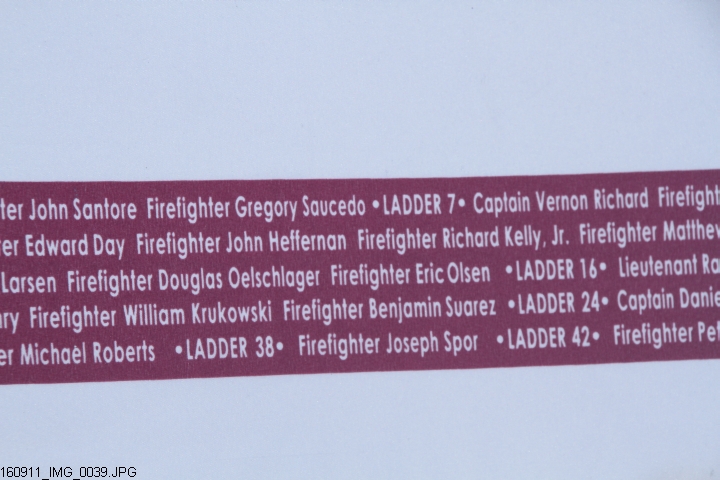 John Santore Firefighter Gregory Saucedo • LADDER 7 • Captain Vernon Richard
Edward Day Firefighter John Heffernan Firefighter Richard Kelly, Jr. Firefighter Matthew
Larsen Firefighter Douglas Oelschlager Firefighter Eric Olsen • LADDER 16 • Lieutenant
Firefighter William Krukowski Firefighter Benjamin Suarez • LADDER 24 • Captain
Michael Roberts • LADDER 38 • Firefighter Joseph Spor • LADDER 42 • Firefighter
160911_IMG_0039.JPG